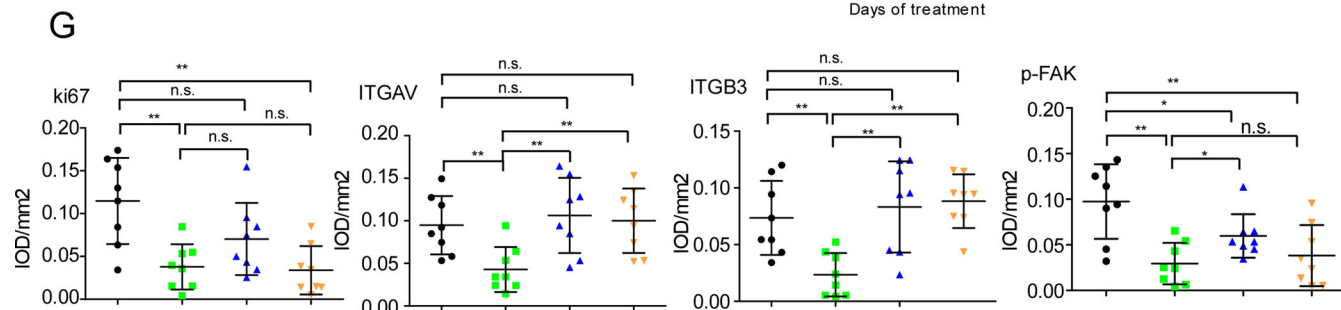 Days of treatment
G
ki67
**
n.s.
**
n.s.
n.s.
IOD/mm2
0.20
0.15
0.10
0.05
0.00
ITGAV
n.s.
n.s.
**
**
**
IOD/mm2
0.20
0.15
0.10
0.05
0.00
ITGB3
n.s.
n.s.
**
**
**
IOD/mm2
0.15
0.10
0.05
0.00
p-FAK
**
*
**
n.s.
*
IOD/mm2
0.20
0.15
0.10
0.05
0.00